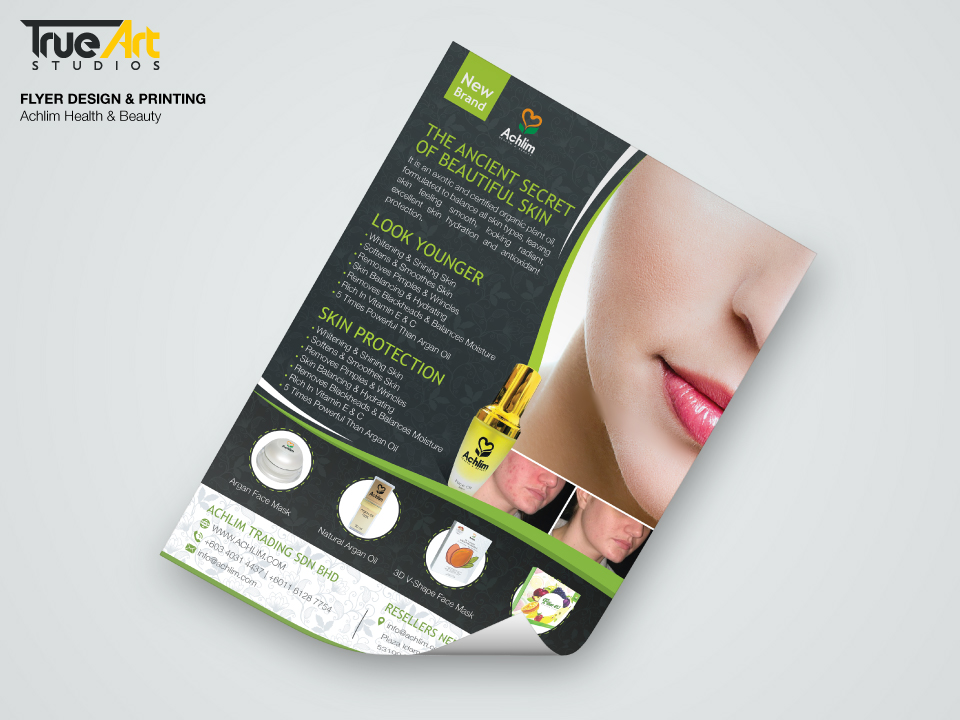 TrueArt
STUDIOS
FLYER DESIGN & PRINTING
Achlim Health & Beauty
New
Brand
Achlim
THE ANCIENT SECRET
OF BEAUTIFUL SKIN
It is an exotic and certified organic plant oil
formulated to balance all skin types, leaving
skin feeling smooth, looking radiant,
excellent skin hydration and antioxidant
protection.
LOOK YOUNGER
• Whitening & Shining Skin
• Softens & Smoothes Skin
• Removes Pimples & Wrincles
• Skin Balancing & Hydrating
• Removes Blackheads & Balances Moisture
• Rich In Vitamin E & C
• 5 Times Powerful Than Argan Oil
SKIN PROTECTION
• Whitening & Shining Skin
• Softens & Smoothes Skin
• Removes Pimples & Wrincles
• Skin Balancing & Hydrating
• Removes Blackheads & Balances Moisture
• Rich In Vitamin E & C
• 5 Times Powerful Than Argan Oil
Achlim
Argan Face Mask
Achlim
Natural Argan Oil
3D V-Shape Face Mask
ACHLIM TRADING SDN BHD
WWW.ACHLIM.COM
+603 4031 4437 | +6011 6128 7754
info@achlim.com
RESELLERS
info@achlim.
Plaza